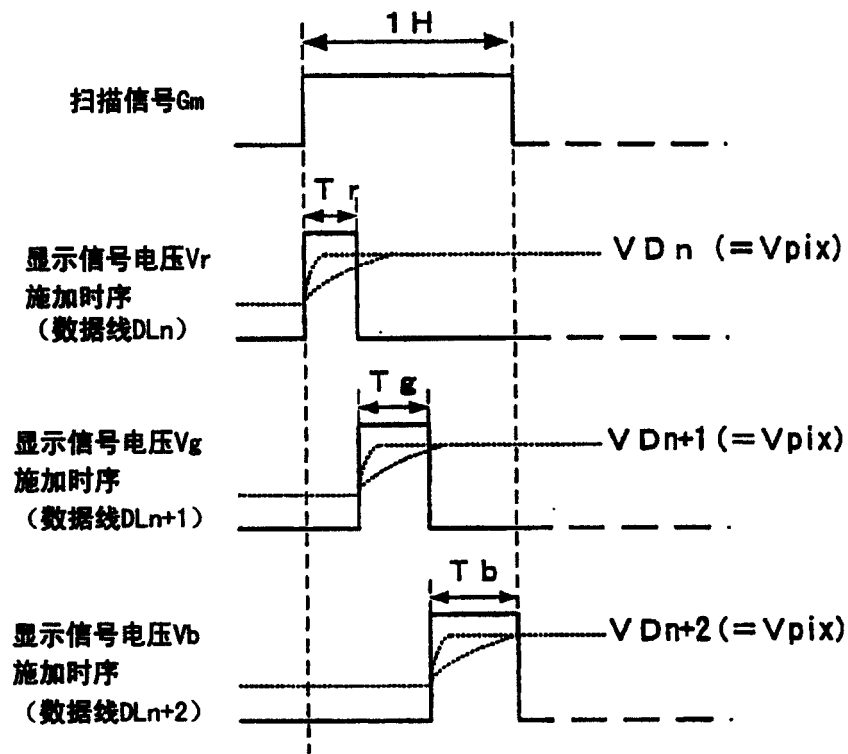 1H
扫描信号Gm
Tr
显示信号电压Vr
施加时序
（数据线DLn）
VDn (=Vpix)
Tg
显示信号电压Vg
施加时序
（数据线DLn+1）
VDn+1(=Vpix)
Tb
显示信号电压Vb
施加时序
（数据线DLn+2）
VDn+2(=Vpix)